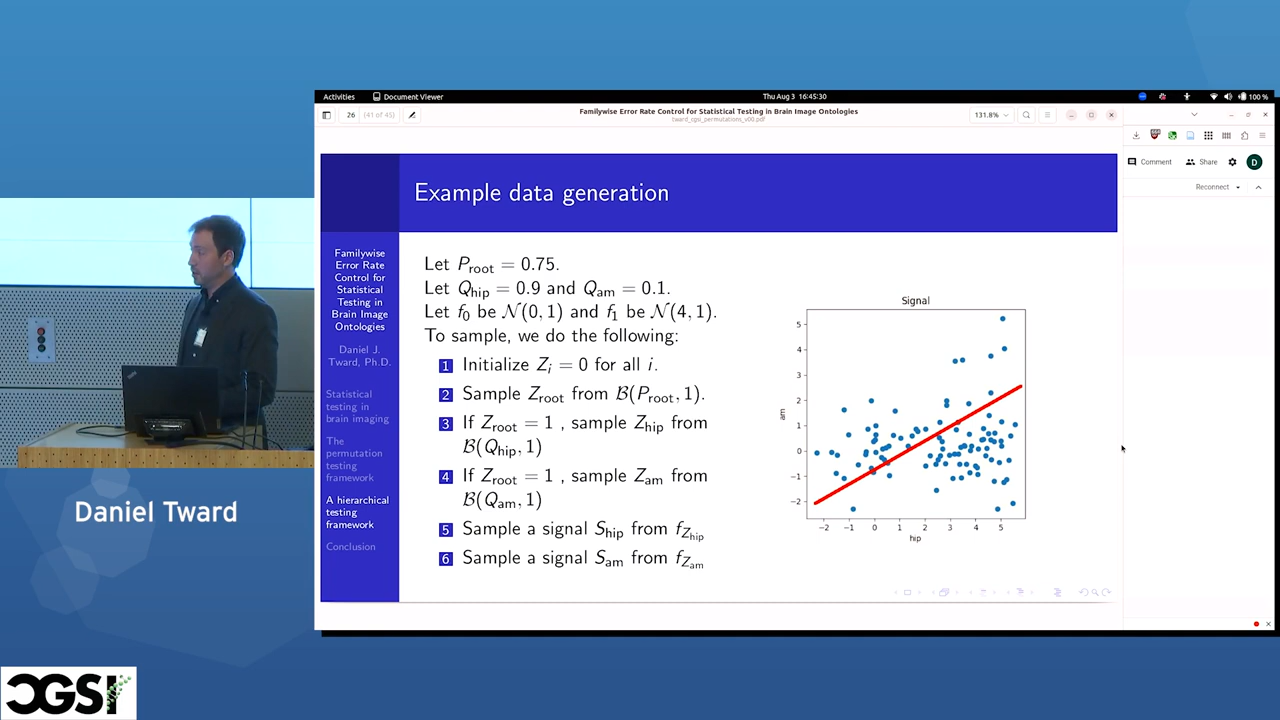 Activities
Document Viewer
Thu Aug 3 16:45:30
100 %
26
(41 of 45)
Familywise Error Rate Control for Statistical Testing in Brain Image Ontologies
tward_cgsi_permutations_v00.pdf
131.8%
Comment
Share
D
Reconnect
Example data generation
Familywise
Error Rate
Control for
Statistical
Testing in
Brain Image
Ontologies
Daniel J.
Tward, Ph.D.
Statistical
testing in
brain imaging
The
permutation
testing
framework
A hierarchical
testing
framework
Conclusion
Let P_root = 0.75.
Let Q_hip = 0.9 and Q_am = 0.1.
Let f_0 be 𝒩(0, 1) and f_1 be 𝒩(4, 1).
To sample, we do the following:
1 Initialize Z_i = 0 for all i.
2 Sample Z_root from ℬ(P_root, 1).
3 If Z_root = 1 , sample Z_hip from
ℬ(Q_hip, 1)
4 If Z_root = 1 , sample Z_am from
ℬ(Q_am, 1)
5 Sample a signal S_hip from f_Z_hip
6 Sample a signal S_am from f_Z_am
Signal
5
4
3
2
1
0
−1
−2
am
−2 −1 0 1 2 3 4 5
hip
Daniel Tward
CGSI